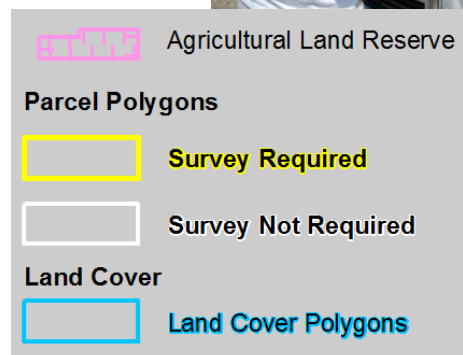 Agricultural Land Reserve
Parcel Polygons
Survey Required
Survey Not Required
Land Cover
Land Cover Polygons